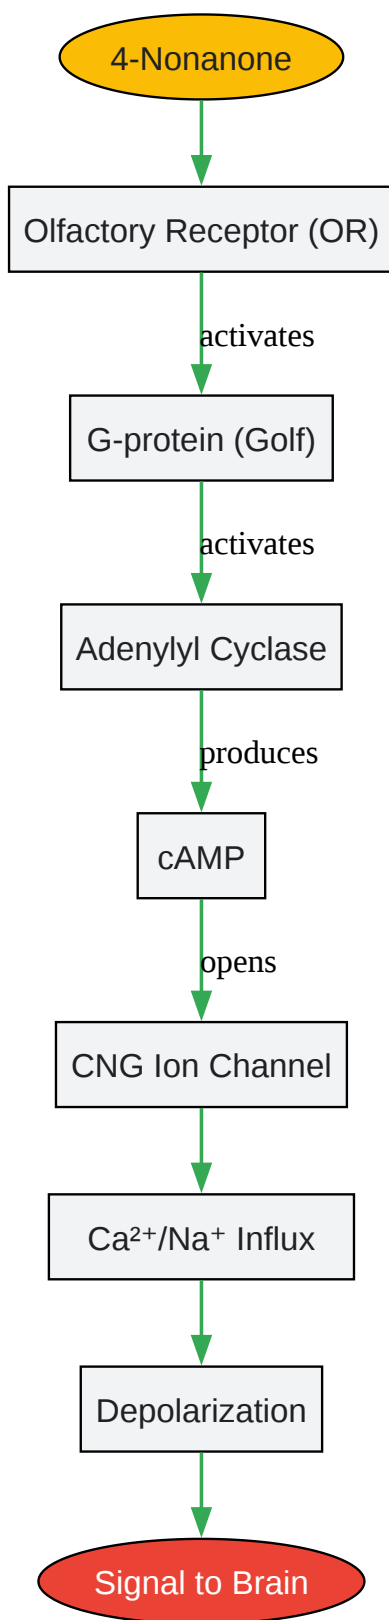 4-Nonanone
Olfactory Receptor (OR)
activates
G-protein (Golf)
activates
Adenylyl Cyclase
produces
cAMP
opens
CNG Ion Channel
Ca²⁺/Na⁺ Influx
Depolarization
Signal to Brain